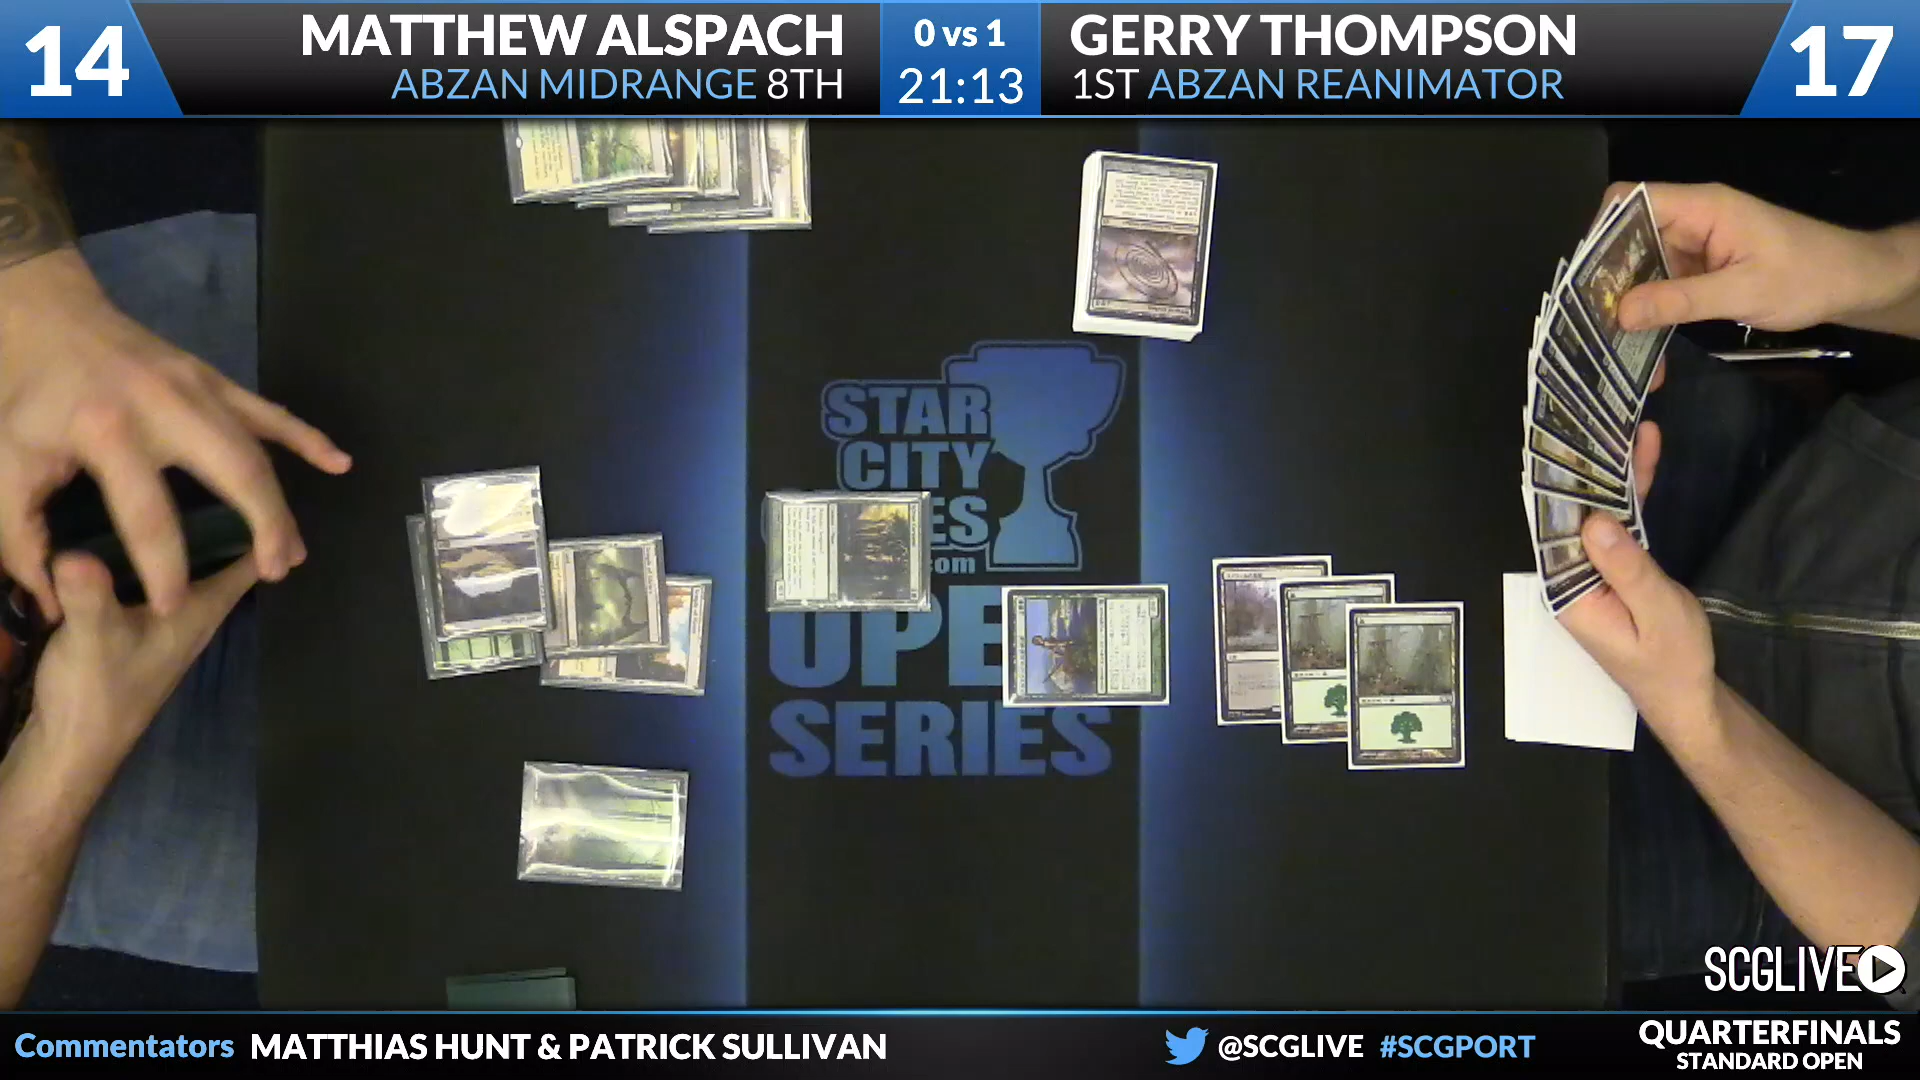 14
MATTHEW ALSPACH
ABZAN MIDRANGE 8TH
0 vs 1
21:13
GERRY THOMPSON
1ST ABZAN REANIMATOR
17
STAR
CITY
ES
.com
OPE
SERIES
SCGLIVE
Commentators MATTHIAS HUNT & PATRICK SULLIVAN
@SCGLIVE #SCGPORT
QUARTERFINALS
STANDARD OPEN